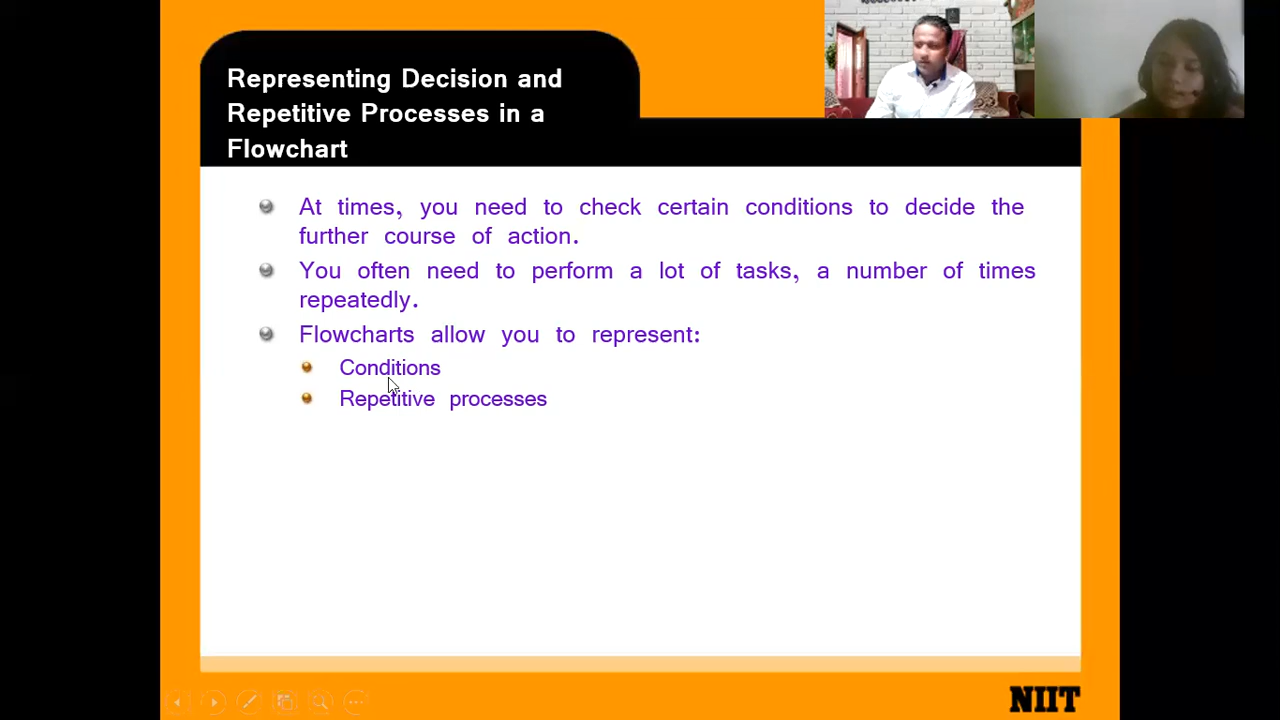 Representing Decision and
Repetitive Processes in a
Flowchart
At times, you need to check certain conditions to decide the
further course of action.
You often need to perform a lot of tasks, a number of times
repeatedly.
Flowcharts allow you to represent:
Conditions
Repetitive processes
NIIT